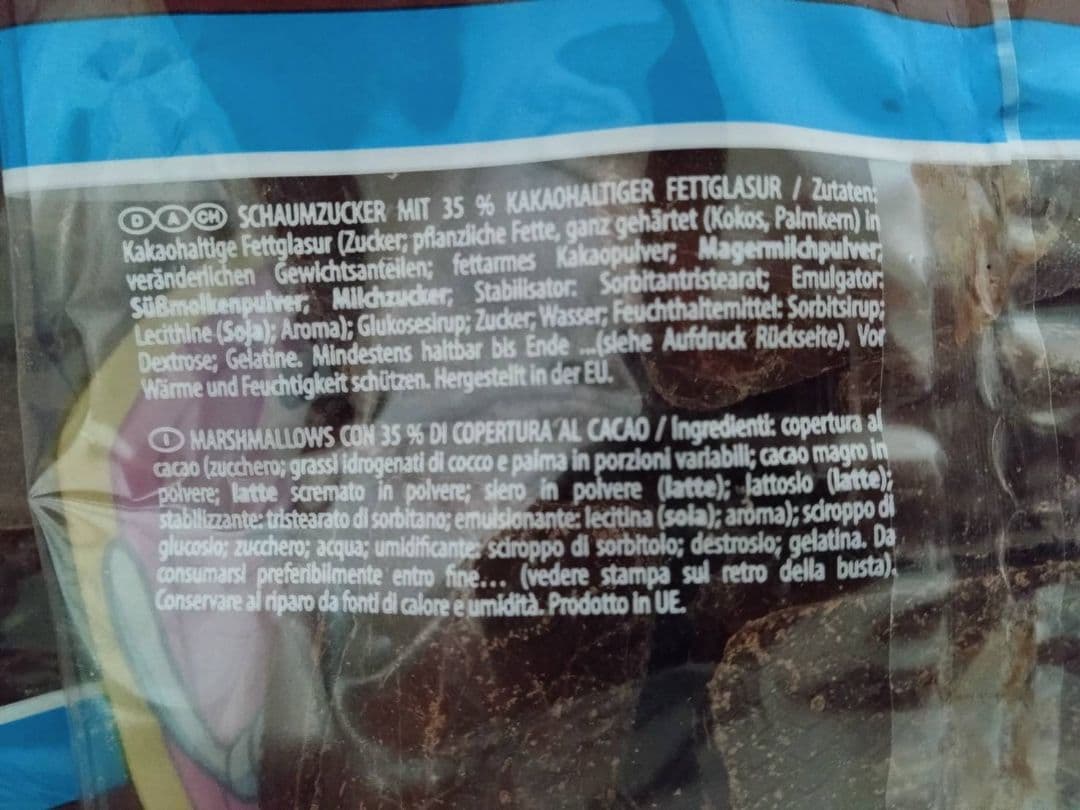 D A CH SCHAUMZUCKER MIT 35 % KAKAOHALTIGER FETTGLASUR / Zutaten:
Kakaohaltige Fettglasur (Zucker; pflanzliche Fette, ganz gehärtet (Kokos, Palmkern) in
veränderlichen Gewichtsanteilen; fettarmes Kakaopulver; Magermilchpulver;
Süßmolkenpulver; Milchzucker; Stabilisator: Sorbitantristearat; Emulgator:
Lecithine (Soja); Aroma); Glukosesirup; Zucker; Wasser; Feuchthaltemittel: Sorbitsirup;
Dextrose; Gelatine. Mindestens haltbar bis Ende ...(siehe Aufdruck Rückseite). Vor
Wärme und Feuchtigkeit schützen. Hergestellt in der EU.
I MARSHMALLOWS CON 35 % DI COPERTURA AL CACAO / Ingredienti: copertura al
cacao (zucchero; grassi idrogenati di cocco e palma in porzioni variabili; cacao magro in
polvere; latte scremato in polvere; siero in polvere (latte); lattosio (latte);
stabilizzante: tristearato di sorbitano; emulsionante: lecitina (soia); aroma); sciroppo di
glucosio; zucchero; acqua; umidificante: sciroppo di sorbitolo; destrosio; gelatina. Da
consumarsi preferibilmente entro fine... (vedere stampa sul retro della busta).
Conservare al riparo da fonti di calore e umidità. Prodotto in UE.